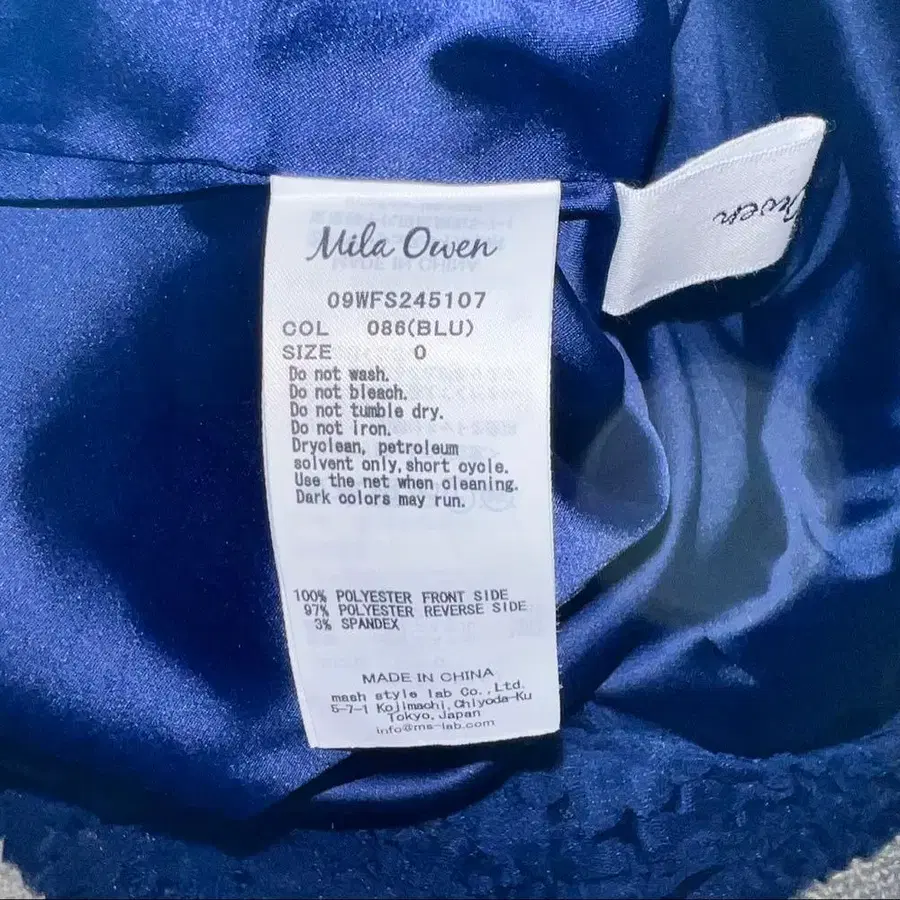 Mila Owen
09WFS245107
COL 086(BLU)
SIZE 0
Do not wash.
Do not bleach.
Do not tumble dry.
Do not iron.
Dryclean, petroleum
solvent only, short cycle.
Use the net when cleaning.
Dark colors may run.
100% POLYESTER FRONT SIDE
97% POLYESTER REVERSE SIDE
3% SPANDEX
MADE IN CHINA
mash style lab Co.,Ltd.
5-7-1 Kojimachi, Chiyoda-Ku
Tokyo, Japan
info@ms-lab.com
Owen